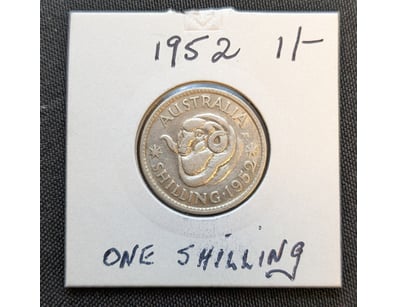 1952 1/-
AUSTRALIA
SHILLING·1952
ONE SHILLING